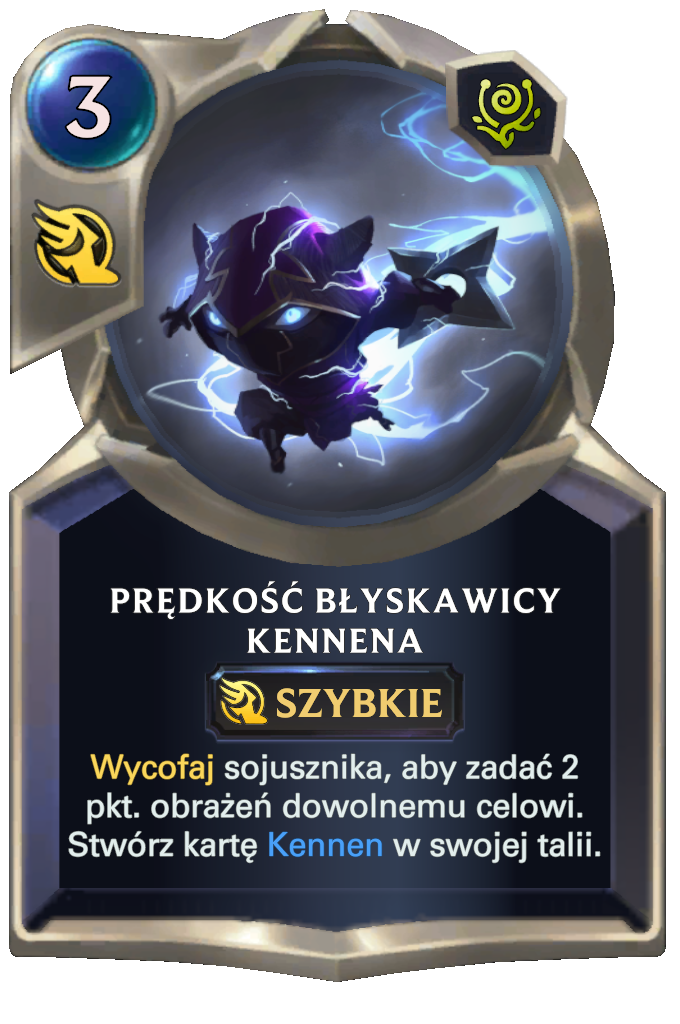 3
PRĘDKOŚĆ BŁYSKAWICY
KENNENA
SZYBKIE
Wycofaj sojusznika, aby zadać 2
pkt. obrażeń dowolnemu celowi.
Stwórz kartę Kennen w swojej talii.